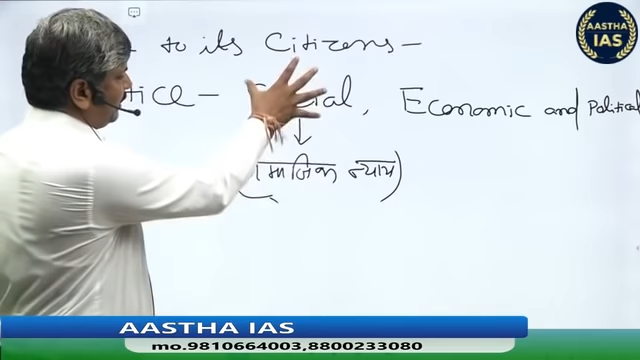 AASTHA
IAS
to its Citizens –
– Social, Economic and Political
न्याय)
AASTHA IAS
mo.9810664003,8800233080